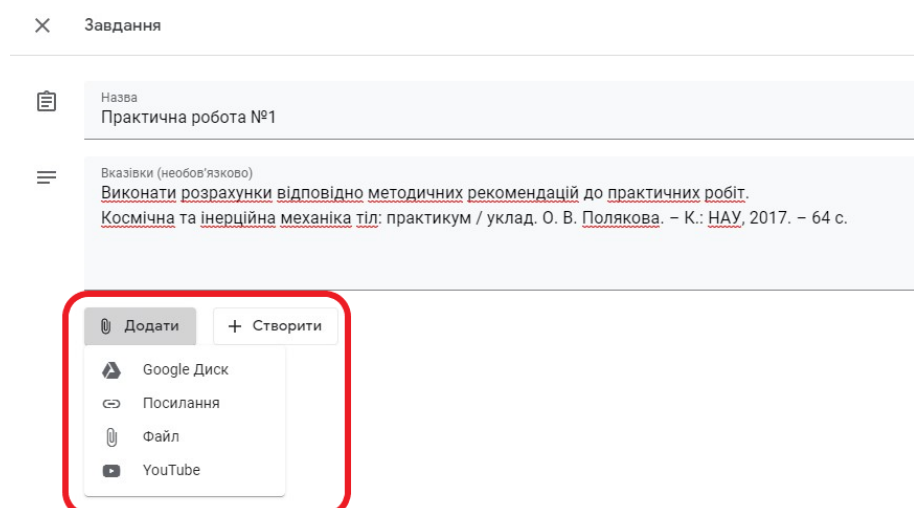 Завдання
Назва
Практична робота №1
Вказівки (необов'язково)
Виконати розрахунки відповідно методичних рекомендацій до практичних робіт.
Космічна та інерційна механіка тіл: практикум / уклад. О. В. Полякова. – К.: НАУ, 2017. – 64 с.
Додати + Створити
Google Диск
Посилання
Файл
YouTube